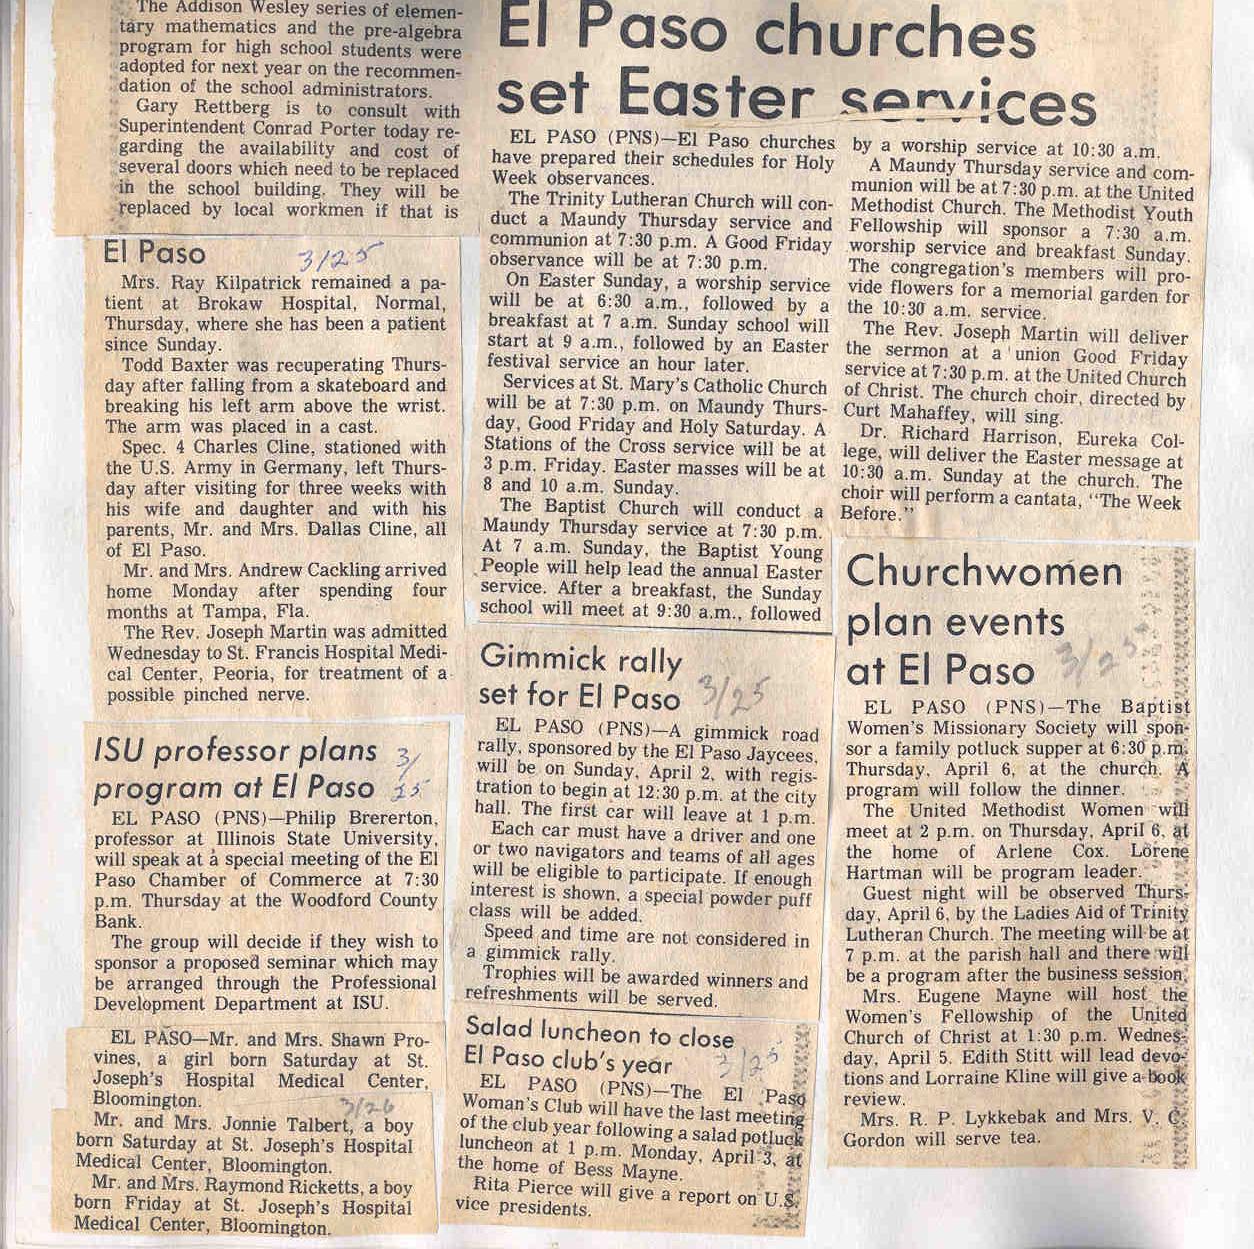 The Addison Wesley series of elemen-
tary mathematics and the pre-algebra
program for high school students were
adopted for next year on the recommen-
dation of the school administrators.
Gary Rettberg is to consult with
Superintendent Conrad Porter today re-
garding the availability and cost of
several doors which need to be replaced
in the school building. They will be
replaced by local workmen if that is
El Paso 3/25
Mrs. Ray Kilpatrick remained a pa-
tient at Brokaw Hospital, Normal,
Thursday, where she has been a patient
since Sunday.
Todd Baxter was recuperating Thurs-
day after falling from a skateboard and
breaking his left arm above the wrist.
The arm was placed in a cast.
Spec. 4 Charles Cline, stationed with
the U.S. Army in Germany, left Thurs-
day after visiting for three weeks with
his wife and daughter and with his
parents, Mr. and Mrs. Dallas Cline, all
of El Paso.
Mr. and Mrs. Andrew Cackling arrived
home Monday after spending four
months at Tampa, Fla.
The Rev. Joseph Martin was admitted
Wednesday to St. Francis Hospital Medi-
cal Center, Peoria, for treatment of a
possible pinched nerve.
ISU professor plans 3/
program at El Paso 25
EL PASO (PNS)—Philip Brererton,
professor at Illinois State University,
will speak at a special meeting of the El
Paso Chamber of Commerce at 7:30
p.m. Thursday at the Woodford County
Bank.
The group will decide if they wish to
sponsor a proposed seminar which may
be arranged through the Professional
Development Department at ISU.
EL PASO—Mr. and Mrs. Shawn Pro-
vines, a girl born Saturday at St.
Joseph's Hospital Medical Center,
Bloomington. 3/26
Mr. and Mrs. Jonnie Talbert, a boy
born Saturday at St. Joseph's Hospital
Medical Center, Bloomington.
Mr. and Mrs. Raymond Ricketts, a boy
born Friday at St. Joseph's Hospital
Medical Center, Bloomington.
El Paso churches
set Easter services
EL PASO (PNS)—El Paso churches
have prepared their schedules for Holy
Week observances.
The Trinity Lutheran Church will con-
duct a Maundy Thursday service and
communion at 7:30 p.m. A Good Friday
observance will be at 7:30 p.m.
On Easter Sunday, a worship service
will be at 6:30 a.m., followed by a
breakfast at 7 a.m. Sunday school will
start at 9 a.m., followed by an Easter
festival service an hour later.
Services at St. Mary's Catholic Church
will be at 7:30 p.m. on Maundy Thurs-
day, Good Friday and Holy Saturday. A
Stations of the Cross service will be at
3 p.m. Friday. Easter masses will be at
8 and 10 a.m. Sunday.
The Baptist Church will conduct a
Maundy Thursday service at 7:30 p.m.
At 7 a.m. Sunday, the Baptist Young
People will help lead the annual Easter
service. After a breakfast, the Sunday
school will meet at 9:30 a.m., followed
by a worship service at 10:30 a.m.
A Maundy Thursday service and com-
munion will be at 7:30 p.m. at the United
Methodist Church. The Methodist Youth
Fellowship will sponsor a 7:30 a.m.
worship service and breakfast Sunday.
The congregation's members will pro-
vide flowers for a memorial garden for
the 10:30 a.m. service.
The Rev. Joseph Martin will deliver
the sermon at a union Good Friday
service at 7:30 p.m. at the United Church
of Christ. The church choir, directed by
Curt Mahaffey, will sing.
Dr. Richard Harrison, Eureka Col-
lege, will deliver the Easter message at
10:30 a.m. Sunday at the church. The
choir will perform a cantata, "The Week
Before."
Gimmick rally
set for El Paso 3/25
EL PASO (PNS)—A gimmick road
rally, sponsored by the El Paso Jaycees,
will be on Sunday, April 2, with regis-
tration to begin at 12:30 p.m. at the city
hall. The first car will leave at 1 p.m.
Each car must have a driver and one
or two navigators and teams of all ages
will be eligible to participate. If enough
interest is shown, a special powder puff
class will be added.
Speed and time are not considered in
a gimmick rally.
Trophies will be awarded winners and
refreshments will be served.
Salad luncheon to close
El Paso club's year 3/25
EL PASO (PNS)—The El Paso
Woman's Club will have the last meeting
of the club year following a salad potluck
luncheon at 1 p.m. Monday, April 3, at
the home of Bess Mayne.
Rita Pierce will give a report on U.S.
vice presidents.
Churchwomen
plan events
at El Paso 3/25
EL PASO (PNS)—The Baptist
Women's Missionary Society will spon-
sor a family potluck supper at 6:30 p.m.
Thursday, April 6, at the church. A
program will follow the dinner.
The United Methodist Women will
meet at 2 p.m. on Thursday, April 6, at
the home of Arlene Cox. Lorene
Hartman will be program leader.
Guest night will be observed Thurs-
day, April 6, by the Ladies Aid of Trinity
Lutheran Church. The meeting will be at
7 p.m. at the parish hall and there will
be a program after the business session.
Mrs. Eugene Mayne will host the
Women's Fellowship of the United
Church of Christ at 1:30 p.m. Wednes-
day, April 5. Edith Stitt will lead devo-
tions and Lorraine Kline will give a book
review.
Mrs. R. P. Lykkebak and Mrs. V. C.
Gordon will serve tea.